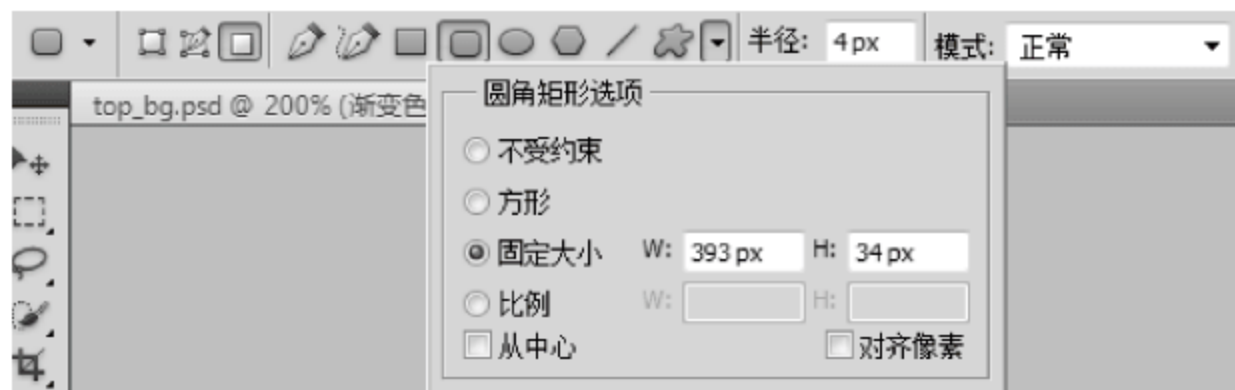 半径: 4px 模式: 正常
top_bg.psd @ 200% (渐变色
圆角矩形选项
不受约束
方形
固定大小 W: 393 px H: 34 px
比例 W: H:
从中心 对齐像素